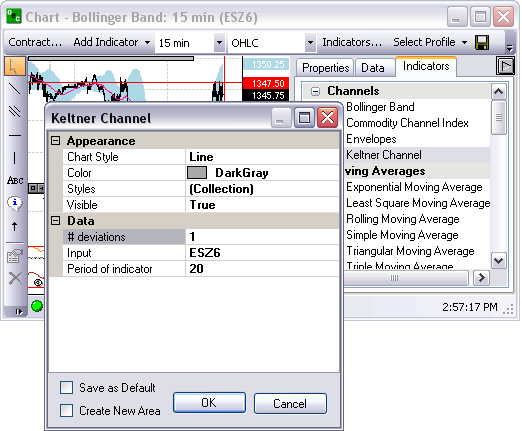 Chart - Bollinger Band: 15 min (ESZ6)
Contract... Add Indicator 15 min OHLC Indicators... Select Profile
Properties Data Indicators
1350.25
1347.50
1345.75
ABC
Channels
Bollinger Band
Commodity Channel Index
Envelopes
Keltner Channel
ving Averages
Exponential Moving Average
Least Square Moving Average
Rolling Moving Average
Simple Moving Average
Triangular Moving Average
Triple Moving Average
2:57:17 PM
Keltner Channel
Appearance
Chart Style Line
Color DarkGray
Styles (Collection)
Visible True
Data
# deviations 1
Input ESZ6
Period of indicator 20
Save as Default
Create New Area
OK Cancel